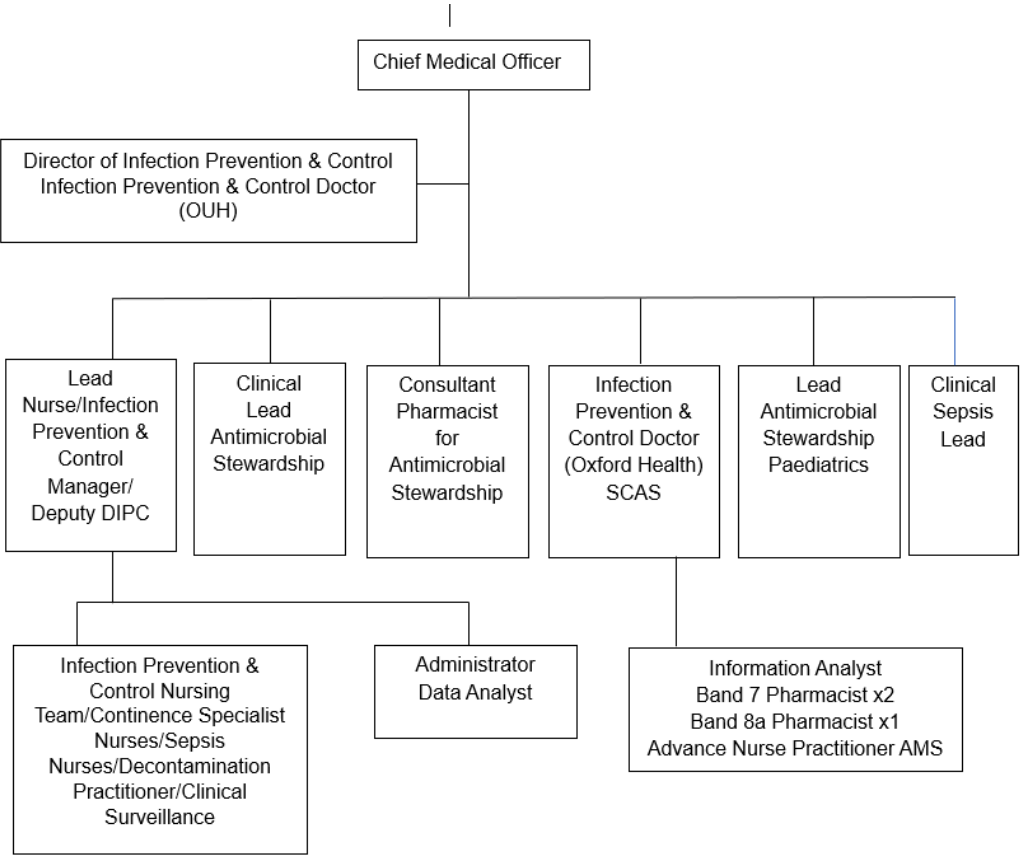 Chief Medical Officer
Director of Infection Prevention & Control
Infection Prevention & Control Doctor
(OUH)
Lead
Nurse/Infection
Prevention &
Control
Manager/
Deputy DIPC
Clinical
Lead
Antimicrobial
Stewardship
Consultant
Pharmacist
for
Antimicrobial
Stewardship
Infection
Prevention &
Control Doctor
(Oxford Health)
SCAS
Lead
Antimicrobial
Stewardship
Paediatrics
Clinical
Sepsis
Lead
Infection Prevention &
Control Nursing
Team/Continence Specialist
Nurses/Sepsis
Nurses/Decontamination
Practitioner/Clinical
Surveillance
Administrator
Data Analyst
Information Analyst
Band 7 Pharmacist x2
Band 8a Pharmacist x1
Advance Nurse Practitioner AMS